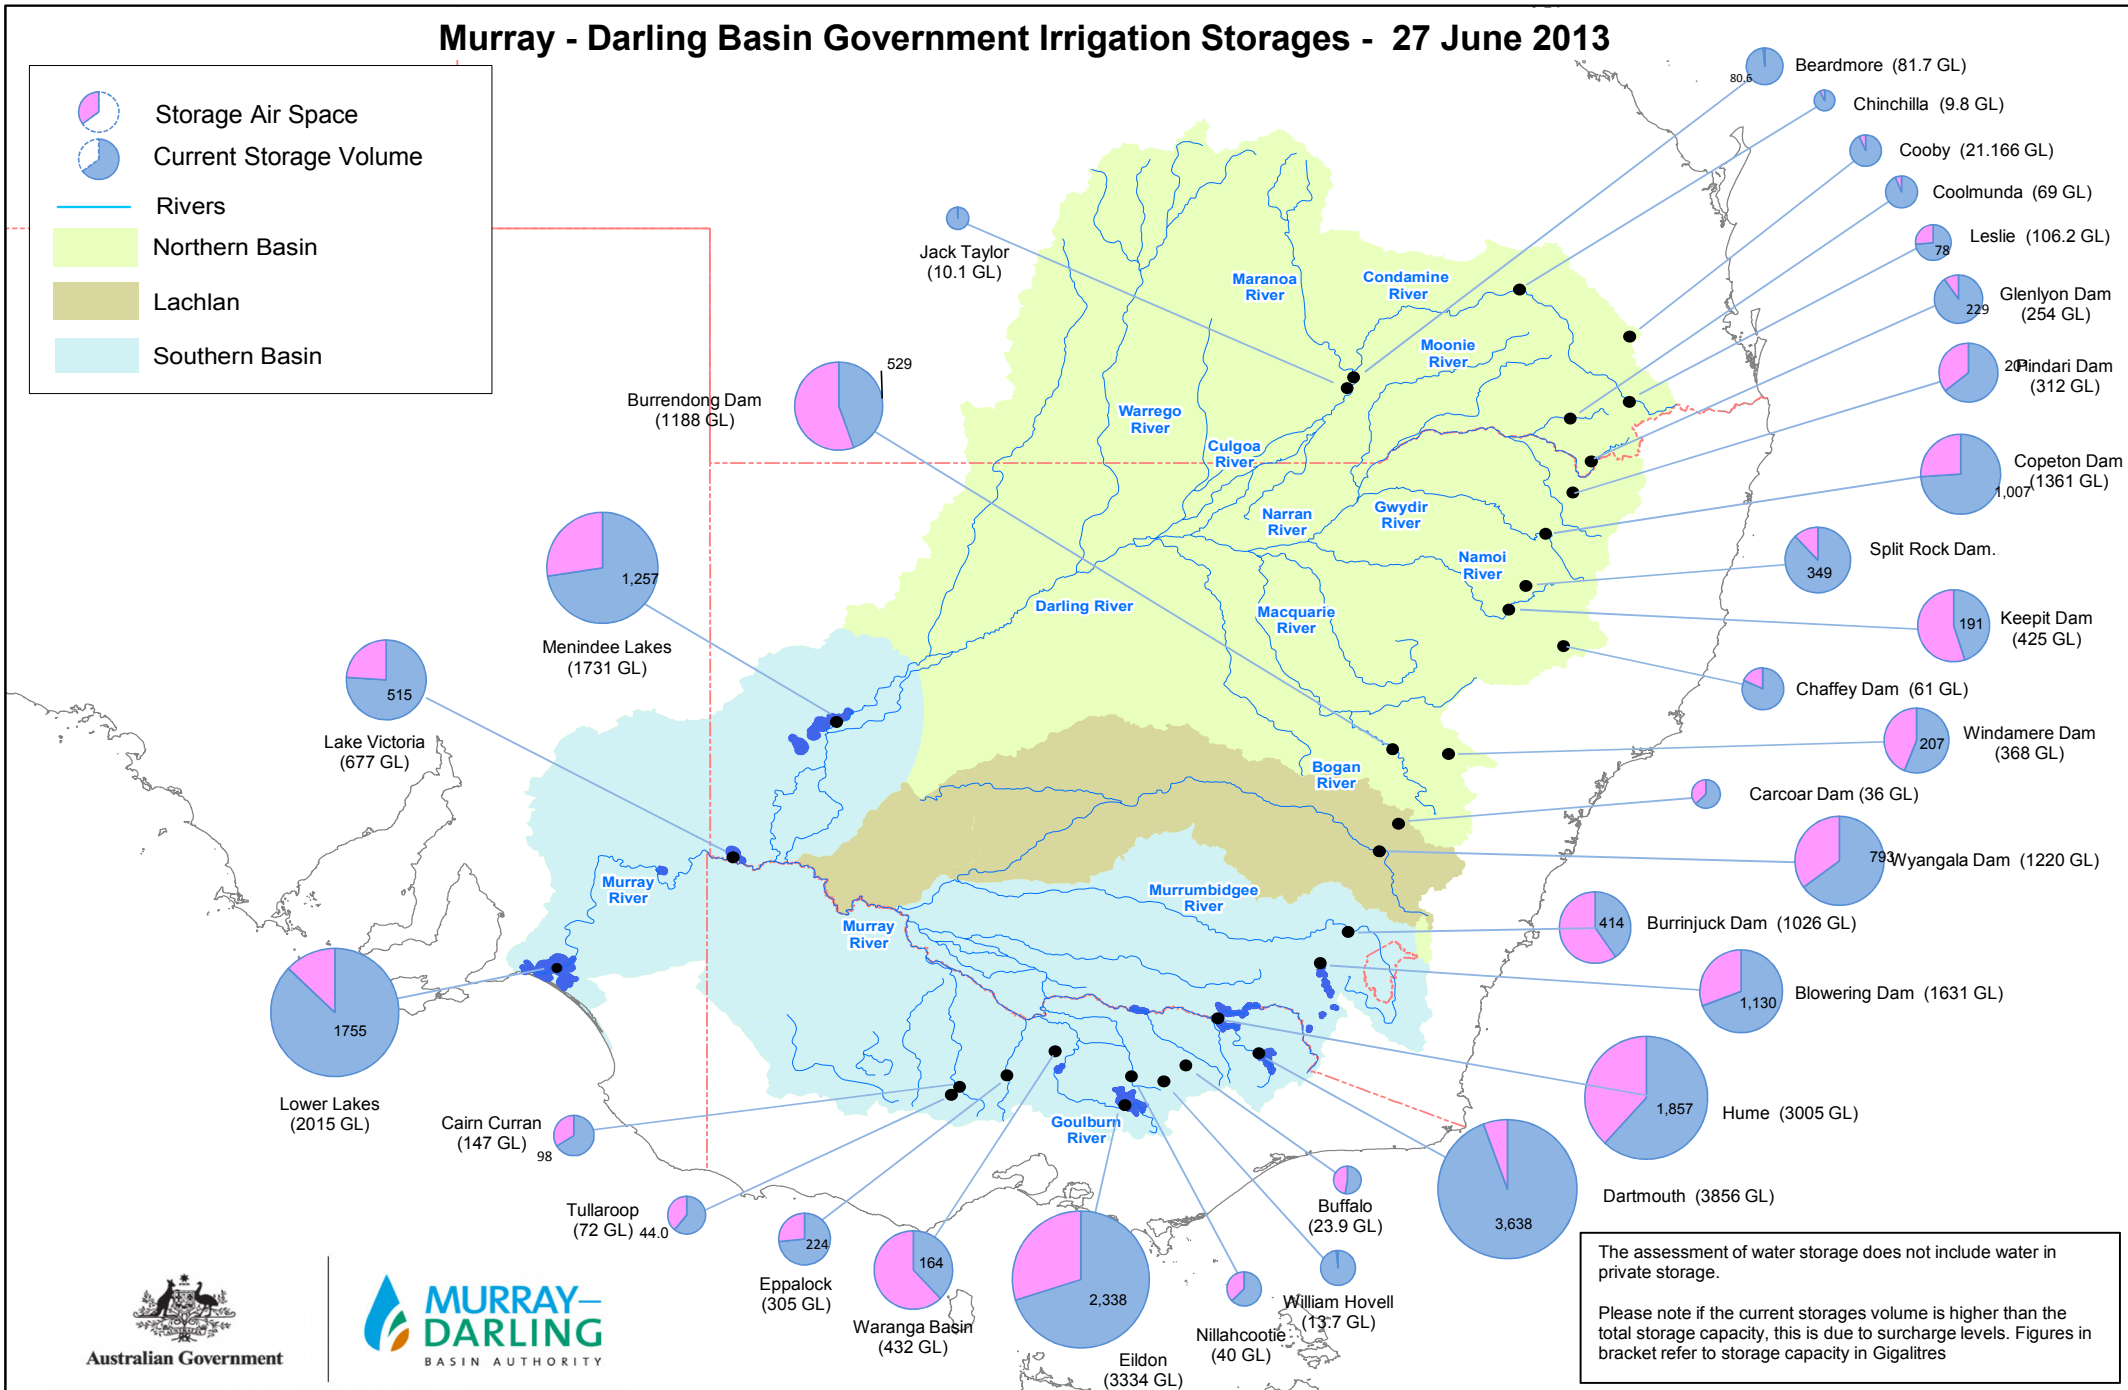 Murray - Darling Basin Government Irrigation Storages - 27 June 2013
Storage Air Space
Current Storage Volume
Rivers
Northern Basin
Lachlan
Southern Basin
80.6
Beardmore (81.7 GL)
Chinchilla (9.8 GL)
Cooby (21.166 GL)
Coolmunda (69 GL)
Leslie (106.2 GL)
78
Glenlyon Dam
(254 GL)
229
Pindari Dam
(312 GL)
201
Copeton Dam
(1361 GL)
1,007
Split Rock Dam.
349
Keepit Dam
(425 GL)
191
Chaffey Dam (61 GL)
Windamere Dam
(368 GL)
207
Carcoar Dam (36 GL)
793
Wyangala Dam (1220 GL)
414
Burrinjuck Dam (1026 GL)
1,130
Blowering Dam (1631 GL)
1,857
Hume (3005 GL)
3,638
Dartmouth (3856 GL)
Jack Taylor
(10.1 GL)
Burrendong Dam
(1188 GL)
529
1,257
Menindee Lakes
(1731 GL)
515
Lake Victoria
(677 GL)
1755
Lower Lakes
(2015 GL)
Cairn Curran
(147 GL)
98
Tullaroop
(72 GL)
44.0
224
Eppalock
(305 GL)
164
Waranga Basin
(432 GL)
2,338
Eildon
(3334 GL)
Nillahcootie
(40 GL)
William Hovell
(13.7 GL)
Buffalo
(23.9 GL)
Maranoa
River
Condamine
River
Moonie
River
Warrego
River
Culgoa
River
Narran
River
Gwydir
River
Namoi
River
Darling River
Macquarie
River
Bogan
River
Murray
River
Murray
River
Murrumbidgee
River
Goulburn
River
Australian Government
MURRAY–
DARLING
BASIN AUTHORITY
The assessment of water storage does not include water in
private storage.
Please note if the current storages volume is higher than the
total storage capacity, this is due to surcharge levels. Figures in
bracket refer to storage capacity in Gigalitres